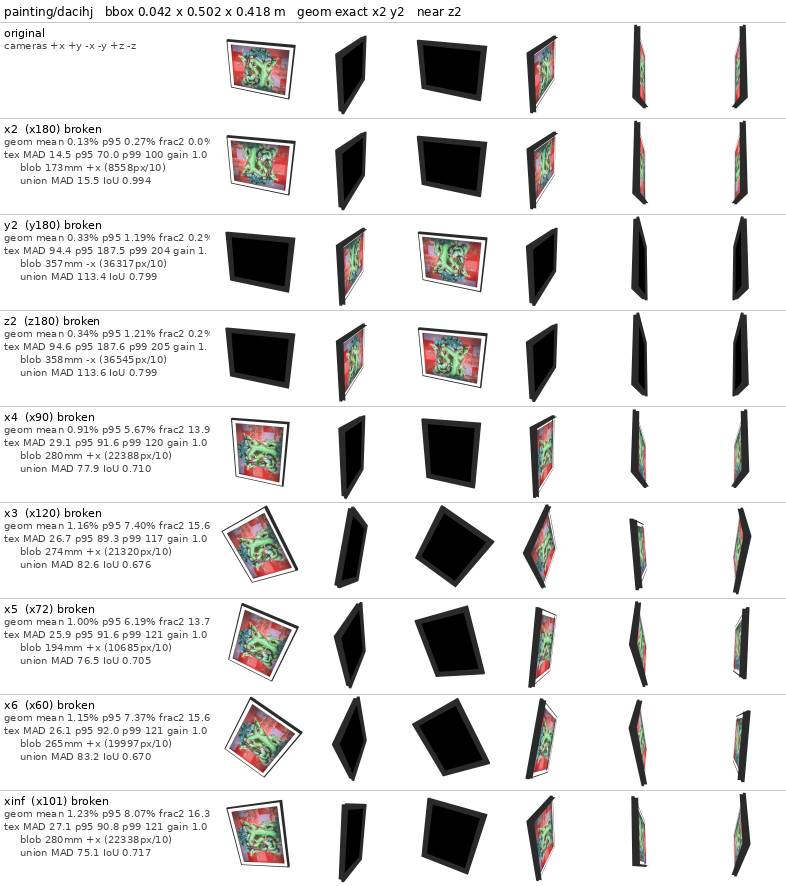 painting/dacihj   bbox 0.042 x 0.502 x 0.418 m   geom exact x2 y2   near z2
original
cameras +x +y -x -y +z -z
x2  (x180) broken
geom mean 0.13% p95 0.27% frac2 0.0%
tex MAD 14.5 p95 70.0 p99 100 gain 1.0
blob 173mm +x (8558px/10)
union MAD 15.5 IoU 0.994
y2  (y180) broken
geom mean 0.33% p95 1.19% frac2 0.2%
tex MAD 94.4 p95 187.5 p99 204 gain 1.
blob 357mm -x (36317px/10)
union MAD 113.4 IoU 0.799
z2  (z180) broken
geom mean 0.34% p95 1.21% frac2 0.2%
tex MAD 94.6 p95 187.6 p99 205 gain 1.
blob 358mm -x (36545px/10)
union MAD 113.6 IoU 0.799
x4  (x90) broken
geom mean 0.91% p95 5.67% frac2 13.9
tex MAD 29.1 p95 91.6 p99 120 gain 1.0
blob 280mm +x (22388px/10)
union MAD 77.9 IoU 0.710
x3  (x120) broken
geom mean 1.16% p95 7.40% frac2 15.6
tex MAD 26.7 p95 89.3 p99 117 gain 1.0
blob 274mm +x (21320px/10)
union MAD 82.6 IoU 0.676
x5  (x72) broken
geom mean 1.00% p95 6.19% frac2 13.7
tex MAD 25.9 p95 91.6 p99 121 gain 1.0
blob 194mm +x (10685px/10)
union MAD 76.5 IoU 0.705
x6  (x60) broken
geom mean 1.15% p95 7.37% frac2 15.6
tex MAD 26.1 p95 92.0 p99 121 gain 1.0
blob 265mm +x (19997px/10)
union MAD 83.2 IoU 0.670
xinf  (x101) broken
geom mean 1.23% p95 8.07% frac2 16.3
tex MAD 27.1 p95 90.8 p99 121 gain 1.0
blob 280mm +x (22338px/10)
union MAD 75.1 IoU 0.717